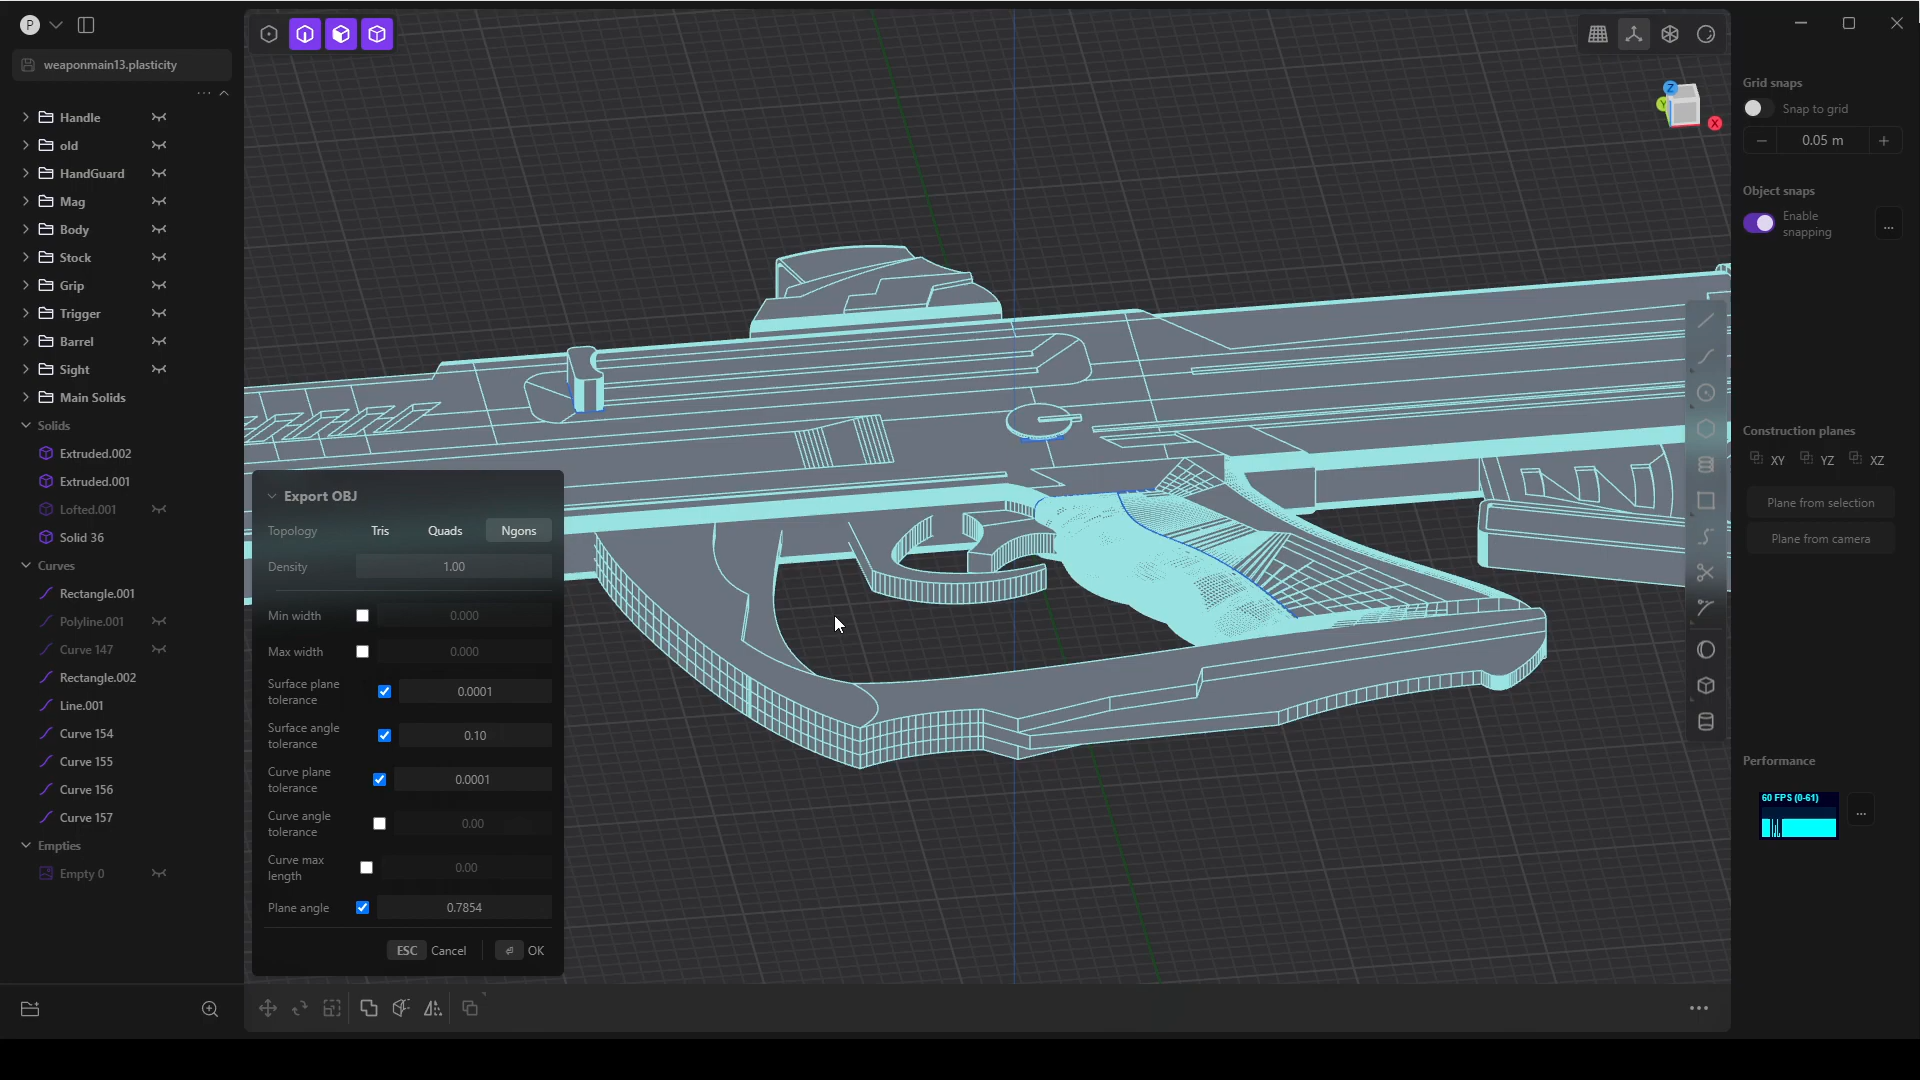 P
weaponmain13.plasticity
Handle
old
HandGuard
Mag
Body
Stock
Grip
Trigger
Barrel
Sight
Main Solids
Solids
Extruded.002
Extruded.001
Lofted.001
Solid 36
Curves
Rectangle.001
Polyline.001
Curve 147
Rectangle.002
Line.001
Curve 154
Curve 155
Curve 156
Curve 157
Empties
Empty 0
Export OBJ
Topology Tris Quads Ngons
Density 1.00
Min width 0.000
Max width 0.000
Surface plane
tolerance 0.0001
Surface angle
tolerance 0.10
Curve plane
tolerance 0.0001
Curve angle
tolerance 0.00
Curve max
length 0.00
Plane angle 0.7854
ESC Cancel OK
Z
Y
X
Grid snaps
Snap to grid
0.05 m
Object snaps
Enable
snapping
...
Construction planes
XY YZ XZ
Plane from selection
Plane from camera
Performance
60 FPS (0-61)
...